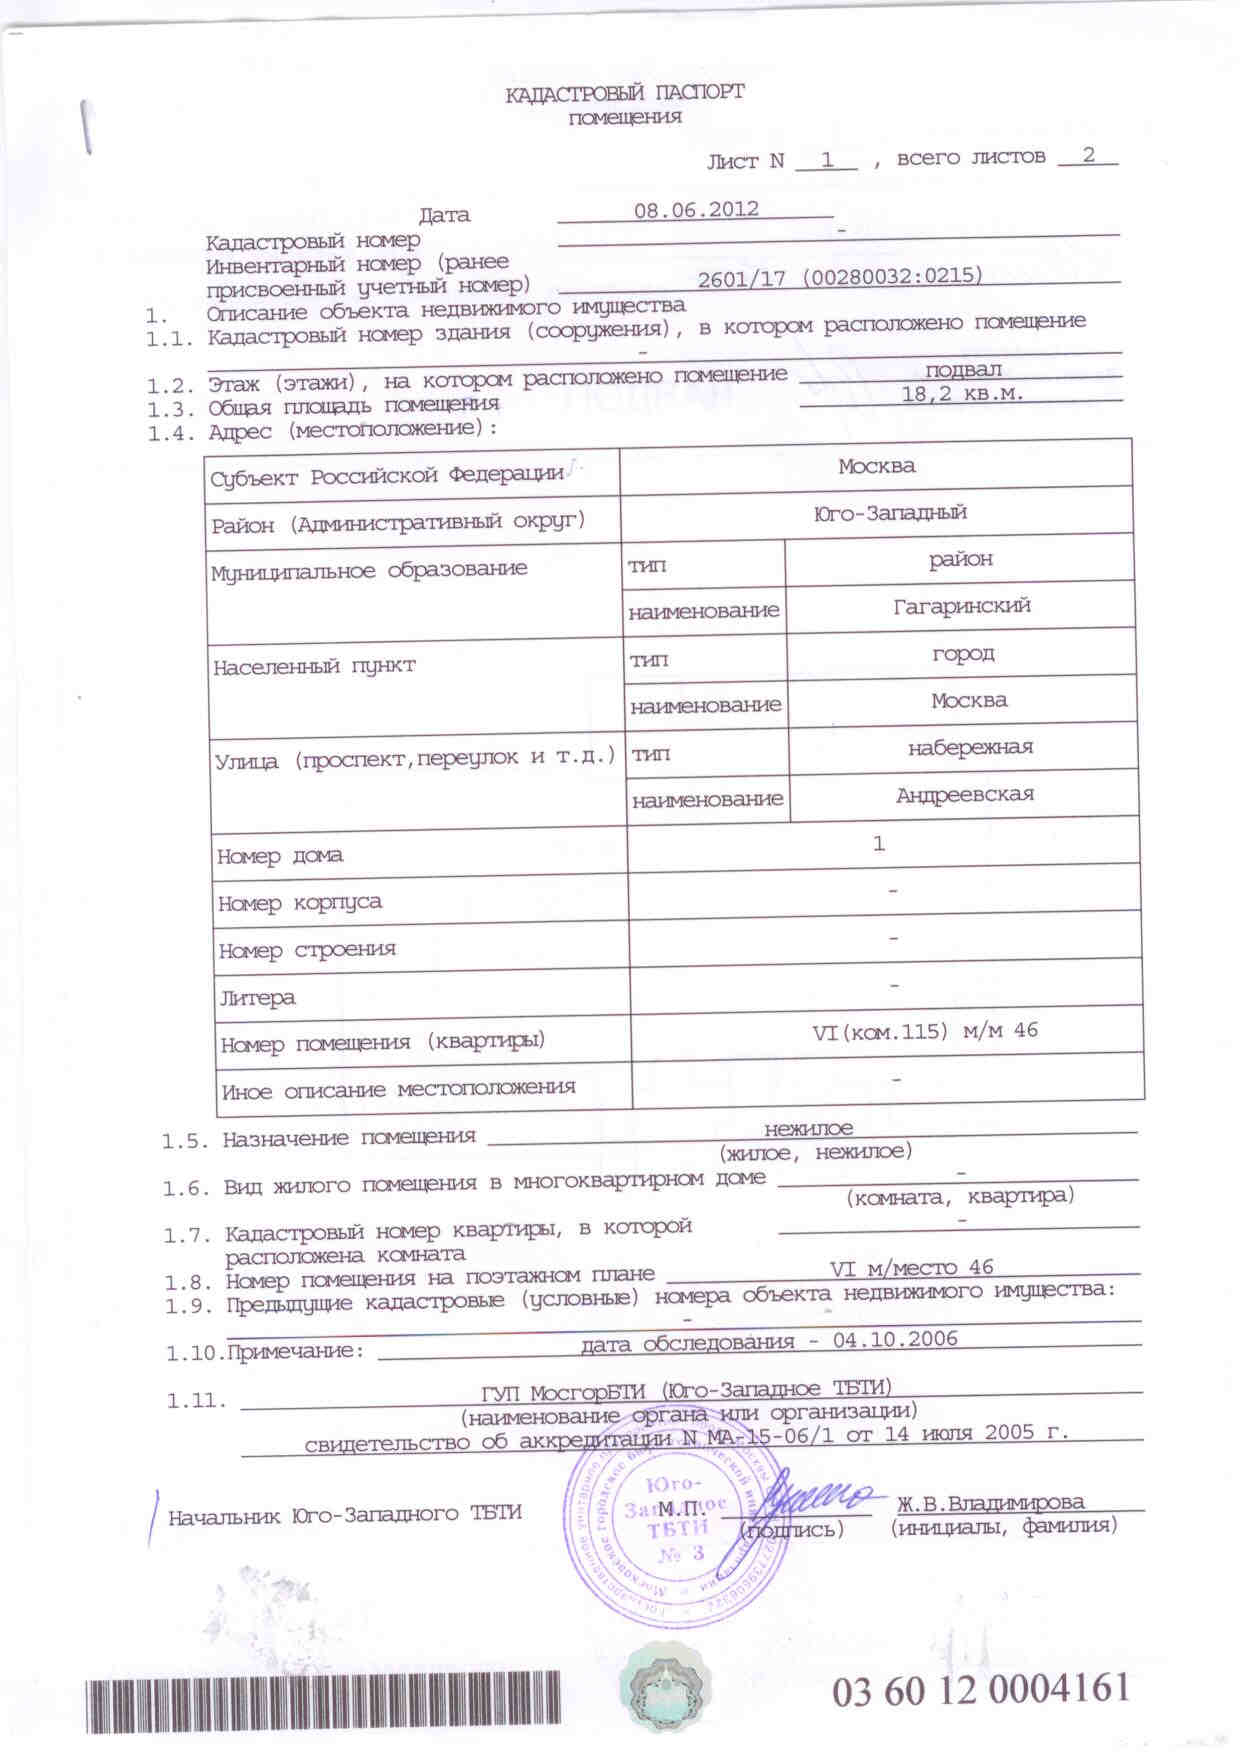 КАДАСТРОВЫЙ ПАСПОРТ
помещения
Лист N 1 , всего листов 2
Дата 08.06.2012
Кадастровый номер -
Инвентарный номер (ранее
присвоенный учетный номер) 2601/17 (00280032:0215)
1. Описание объекта недвижимого имущества
1.1. Кадастровый номер здания (сооружения), в котором расположено помещение
-
1.2. Этаж (этажи), на котором расположено помещение подвал
1.3. Общая площадь помещения 18,2 кв.м.
1.4. Адрес (местоположение):
Субъект Российской Федерации Москва
Район (Административный округ) Юго-Западный
Муниципальное образование тип район
наименование Гагаринский
Населенный пункт тип город
наименование Москва
Улица (проспект,переулок и т.д.) тип набережная
наименование Андреевская
Номер дома 1
Номер корпуса -
Номер строения -
Литера -
Номер помещения (квартиры) VI(ком.115) м/м 46
Иное описание местоположения -
1.5. Назначение помещения нежилое
(жилое, нежилое)
1.6. Вид жилого помещения в многоквартирном доме -
(комната, квартира)
1.7. Кадастровый номер квартиры, в которой -
расположена комната
1.8. Номер помещения на поэтажном плане VI м/место 46
1.9. Предыдущие кадастровые (условные) номера объекта недвижимого имущества:
-
1.10.Примечание: дата обследования - 04.10.2006
1.11. ГУП МосгорБТИ (Юго-Западное ТБТИ)
(наименование органа или организации)
свидетельство об аккредитации N МА-15-06/1 от 14 июля 2005 г.
Юго-
Западное
ТБТИ
№ 3
Начальник Юго-Западного ТБТИ М.П. Ж.В.Владимирова
(подпись) (инициалы, фамилия)
03 60 12 0004161